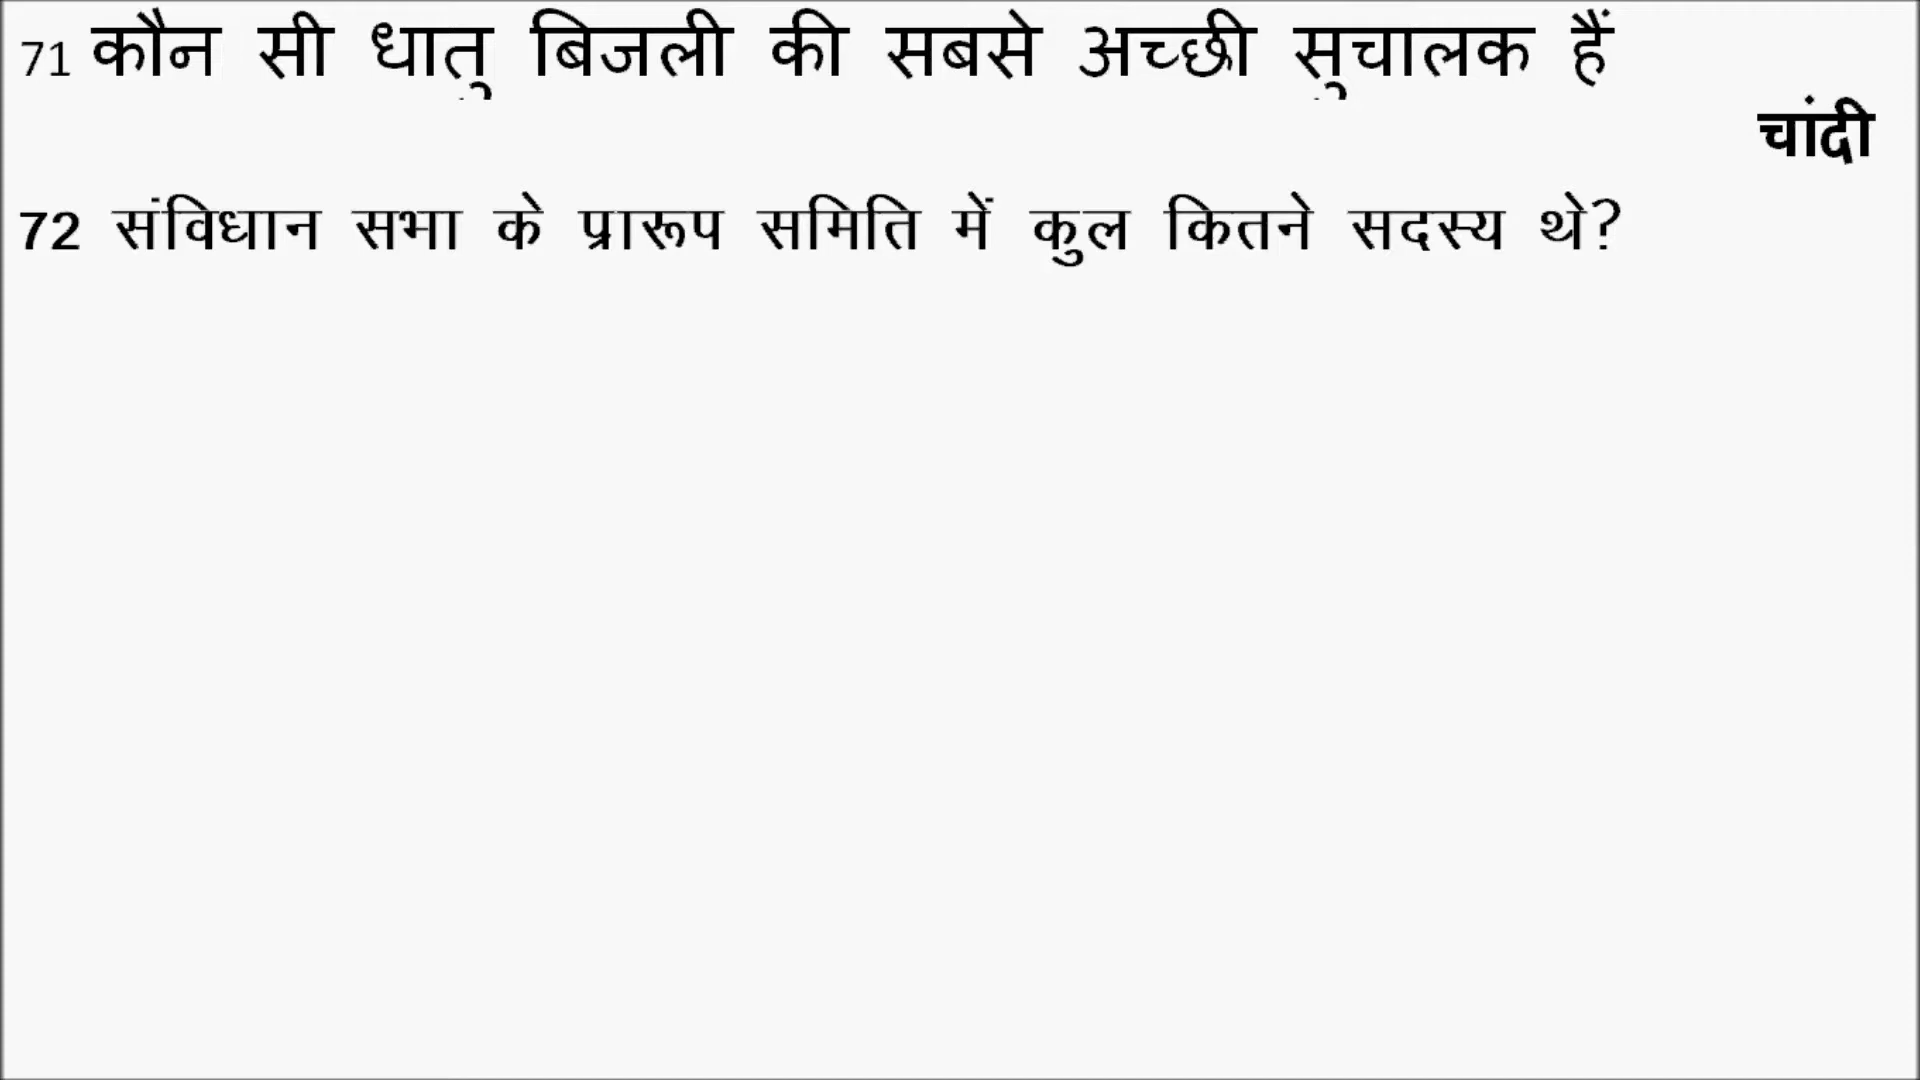 71 कौन सी धातु बिजली की सबसे अच्छी सुचालक हैं
चांदी
72 संविधान सभा के प्रारूप समिति में कुल कितने सदस्य थे?